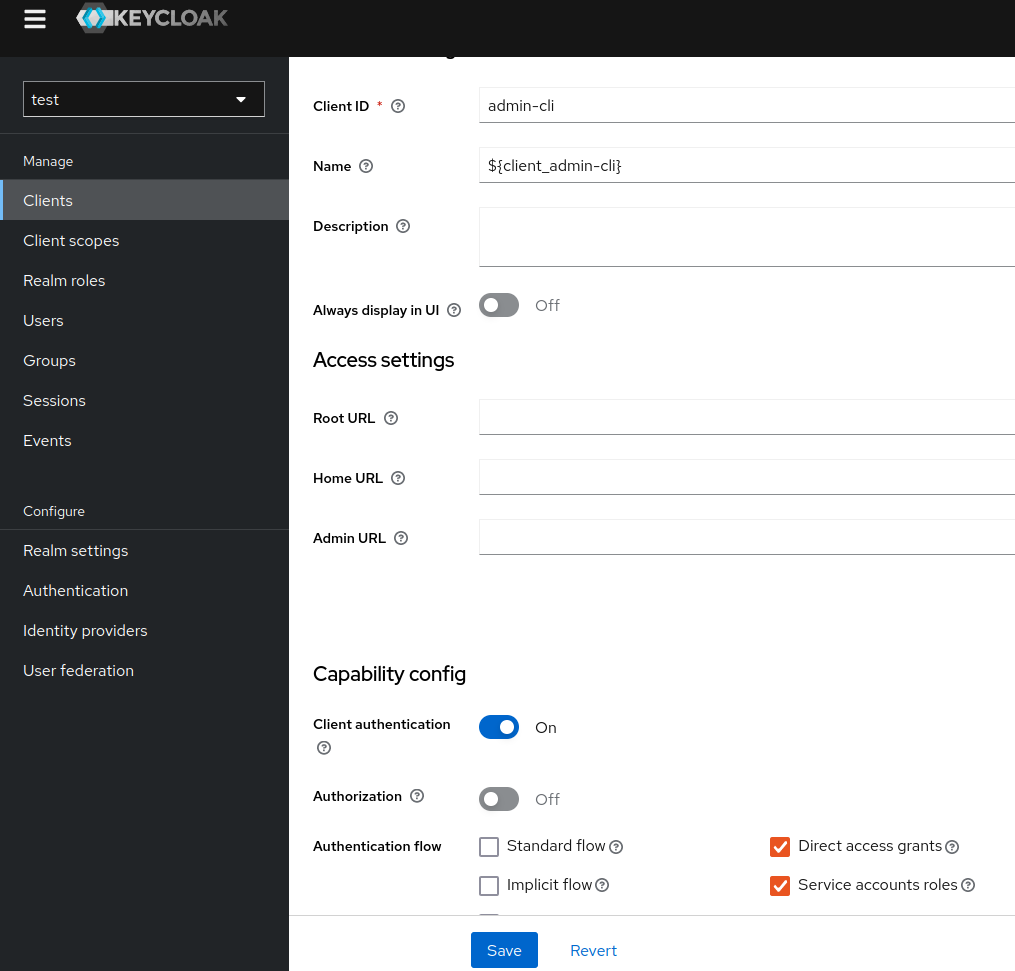 KEYCLOAK
test
Manage
Clients
Client scopes
Realm roles
Users
Groups
Sessions
Events
Configure
Realm settings
Authentication
Identity providers
User federation
Client ID * 
admin-cli
Name
${client_admin-cli}
Description
Always display in UI
Off
Access settings
Root URL
Home URL
Admin URL
Capability config
Client authentication
On
Authorization
Off
Authentication flow
Standard flow
Direct access grants
Implicit flow
Service accounts roles
Save
Revert